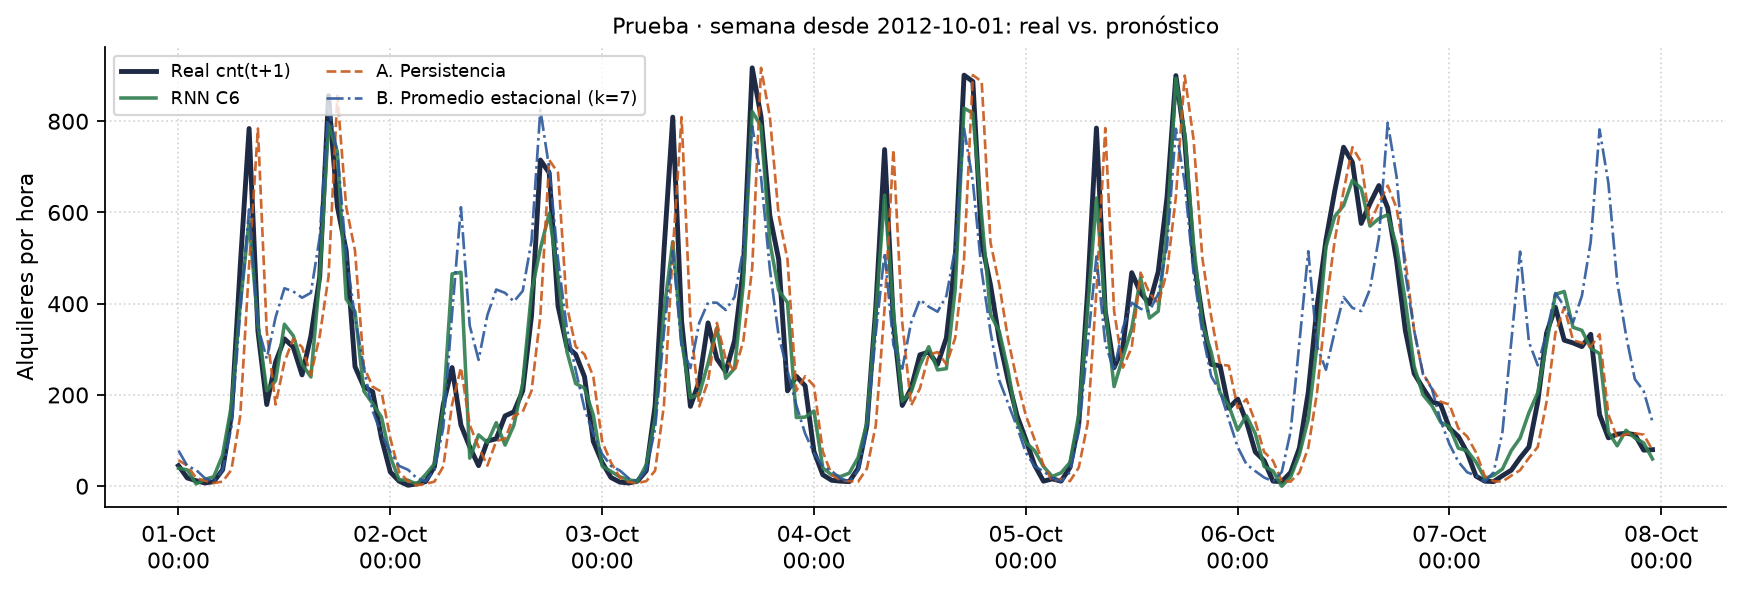 Prueba · semana desde 2012-10-01: real vs. pronóstico
Real cnt(t+1)
RNN C6
A. Persistencia
B. Promedio estacional (k=7)
Alquileres por hora
800
600
400
200
0
01-Oct
00:00
02-Oct
00:00
03-Oct
00:00
04-Oct
00:00
05-Oct
00:00
06-Oct
00:00
07-Oct
00:00
08-Oct
00:00